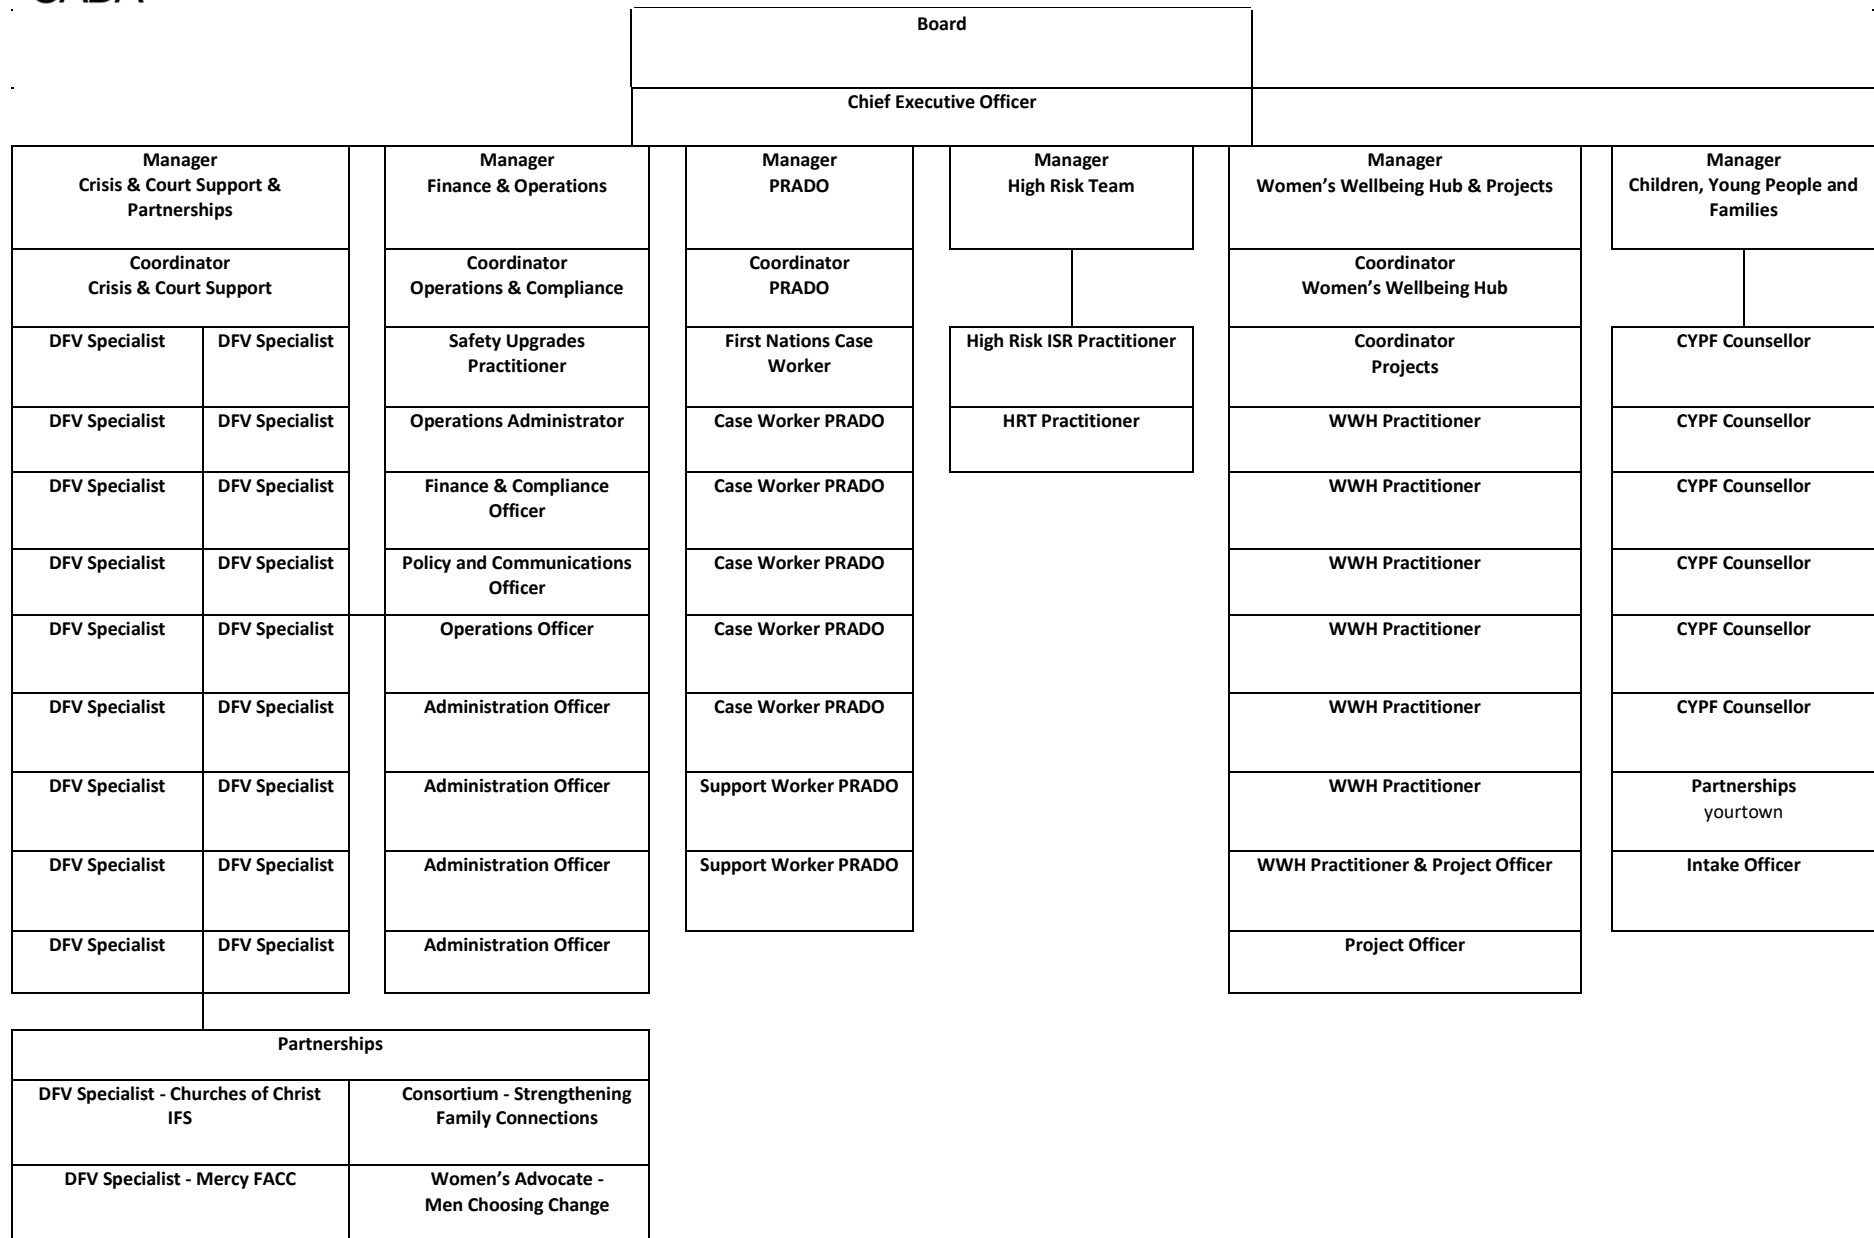 Board
Chief Executive Officer
Manager
Crisis & Court Support &
Partnerships
Manager
Finance & Operations
Manager
PRADO
Manager
High Risk Team
Manager
Women’s Wellbeing Hub & Projects
Manager
Children, Young People and
Families
Coordinator
Crisis & Court Support
Coordinator
Operations & Compliance
Coordinator
PRADO
Coordinator
Women’s Wellbeing Hub
DFV Specialist
DFV Specialist
Safety Upgrades
Practitioner
First Nations Case
Worker
High Risk ISR Practitioner
Coordinator
Projects
CYPF Counsellor
DFV Specialist
DFV Specialist
Operations Administrator
Case Worker PRADO
HRT Practitioner
WWH Practitioner
CYPF Counsellor
DFV Specialist
DFV Specialist
Finance & Compliance
Officer
Case Worker PRADO
WWH Practitioner
CYPF Counsellor
DFV Specialist
DFV Specialist
Policy and Communications
Officer
Case Worker PRADO
WWH Practitioner
CYPF Counsellor
DFV Specialist
DFV Specialist
Operations Officer
Case Worker PRADO
WWH Practitioner
CYPF Counsellor
DFV Specialist
DFV Specialist
Administration Officer
Case Worker PRADO
WWH Practitioner
CYPF Counsellor
DFV Specialist
DFV Specialist
Administration Officer
Support Worker PRADO
WWH Practitioner
Partnerships
yourtown
DFV Specialist
DFV Specialist
Administration Officer
Support Worker PRADO
WWH Practitioner & Project Officer
Intake Officer
DFV Specialist
DFV Specialist
Administration Officer
Project Officer
Partnerships
DFV Specialist - Churches of Christ
IFS
Consortium - Strengthening
Family Connections
DFV Specialist - Mercy FACC
Women’s Advocate -
Men Choosing Change